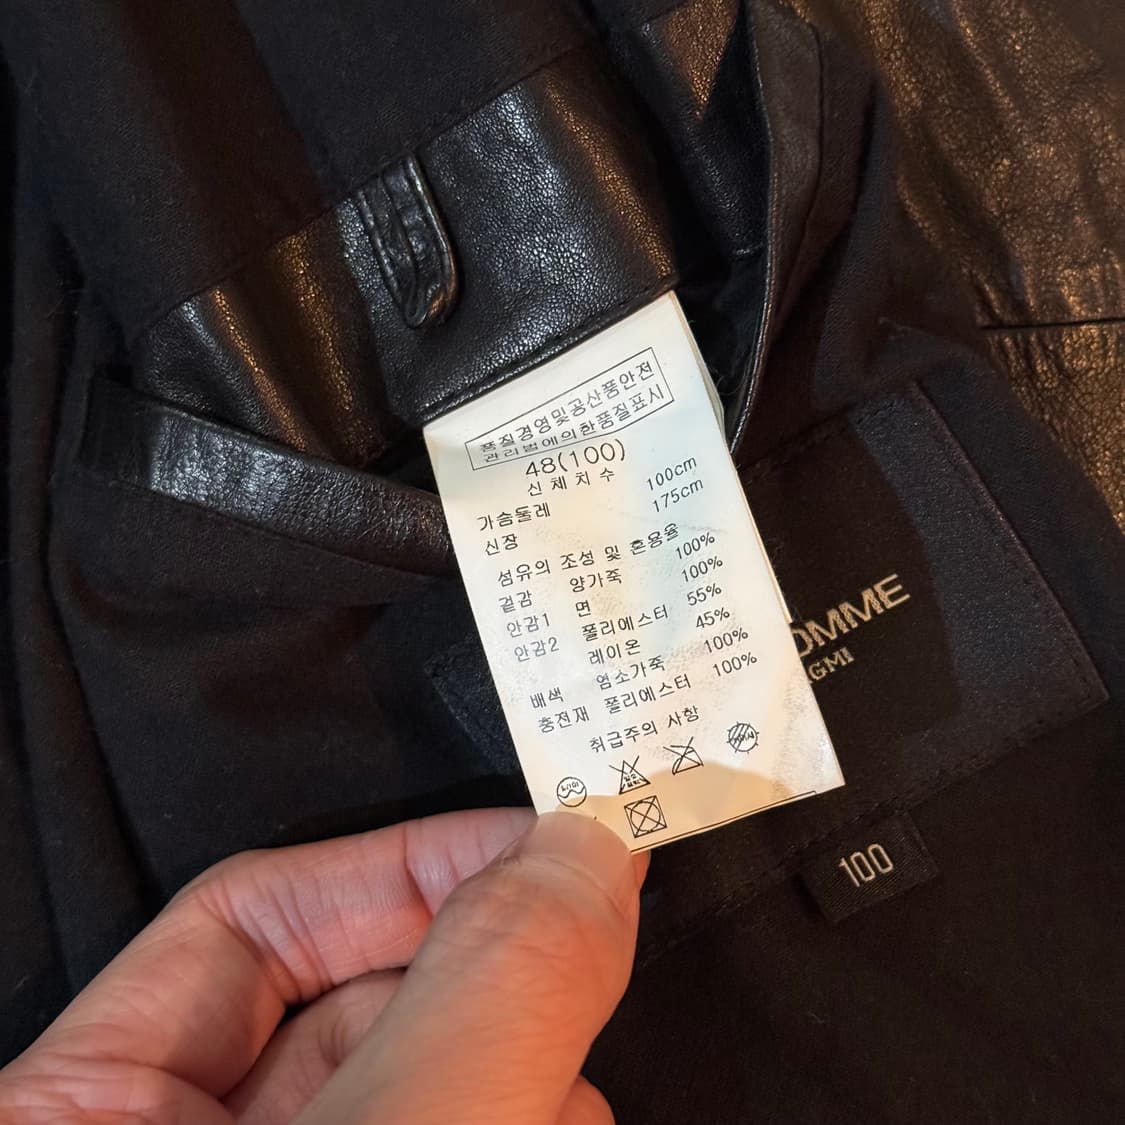 품질경영및공산품안전
관리법에의한품질표시
48(100)
신체치수
가슴둘레 100cm
신장 175cm
섬유의 조성 및 혼용율
겉감 양가죽 100%
안감1 면 100%
안감2 폴리에스터 55%
레이온 45%
배색 염소가죽 100%
충전재 폴리에스터 100%
취급주의 사항
OMME
GMI
100